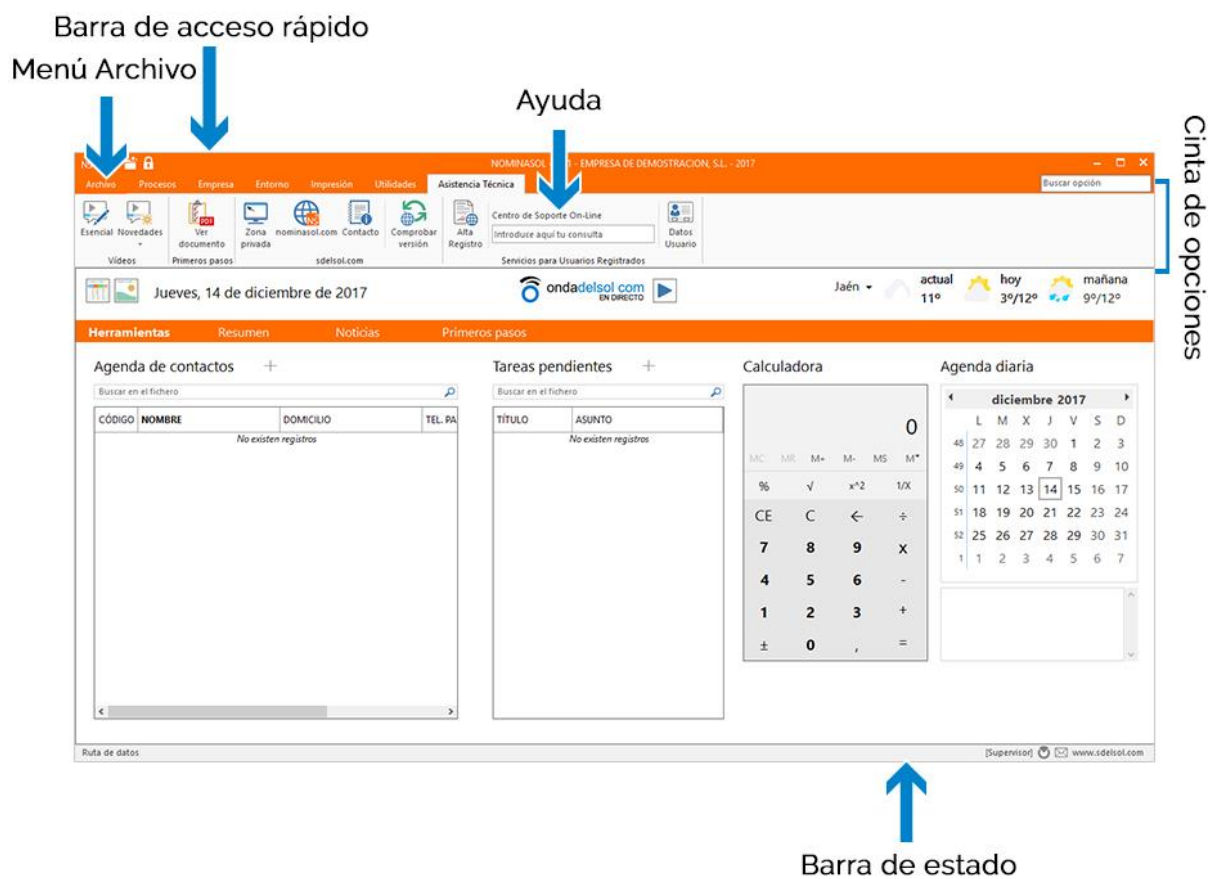 Barra de acceso rápido
Menú Archivo
Ayuda
Cinta de opciones
NOMINASOL
1 - EMPRESA DE DEMOSTRACION, S.L. - 2017
Archivo Procesos Empresa Entorno Impresión Utilidades Asistencia Técnica
Buscar opción
Esencial Novedades
Vídeos
Ver documento
Primeros pasos
Zona privada
nominasol.com Contacto
Comprobar versión
sdelsol.com
Alta Registro
Centro de Soporte On-Line
Introduce aquí tu consulta
Datos Usuario
Servicios para Usuarios Registrados
Jueves, 14 de diciembre de 2017
ondadelsol com
EN DIRECTO
Jaén
actual
11º
hoy
3º/12º
mañana
9º/12º
Herramientas Resumen Noticias Primeros pasos
Agenda de contactos +
Buscar en el fichero
CÓDIGO NOMBRE DOMICILIO TEL. PA
No existen registros
Tareas pendientes +
Buscar en el fichero
TÍTULO ASUNTO
No existen registros
Calculadora
0
MC MR M+ M- MS M
% √ x^2 1/X
CE C ← ÷
7 8 9 x
4 5 6 -
1 2 3 +
± 0 , =
Agenda diaria
diciembre 2017
L M X J V S D
48 27 28 29 30 1 2 3
49 4 5 6 7 8 9 10
50 11 12 13 14 15 16 17
51 18 19 20 21 22 23 24
52 25 26 27 28 29 30 31
1 1 2 3 4 5 6 7
Ruta de datos
[Supervisor] www.sdelsol.com
Barra de estado